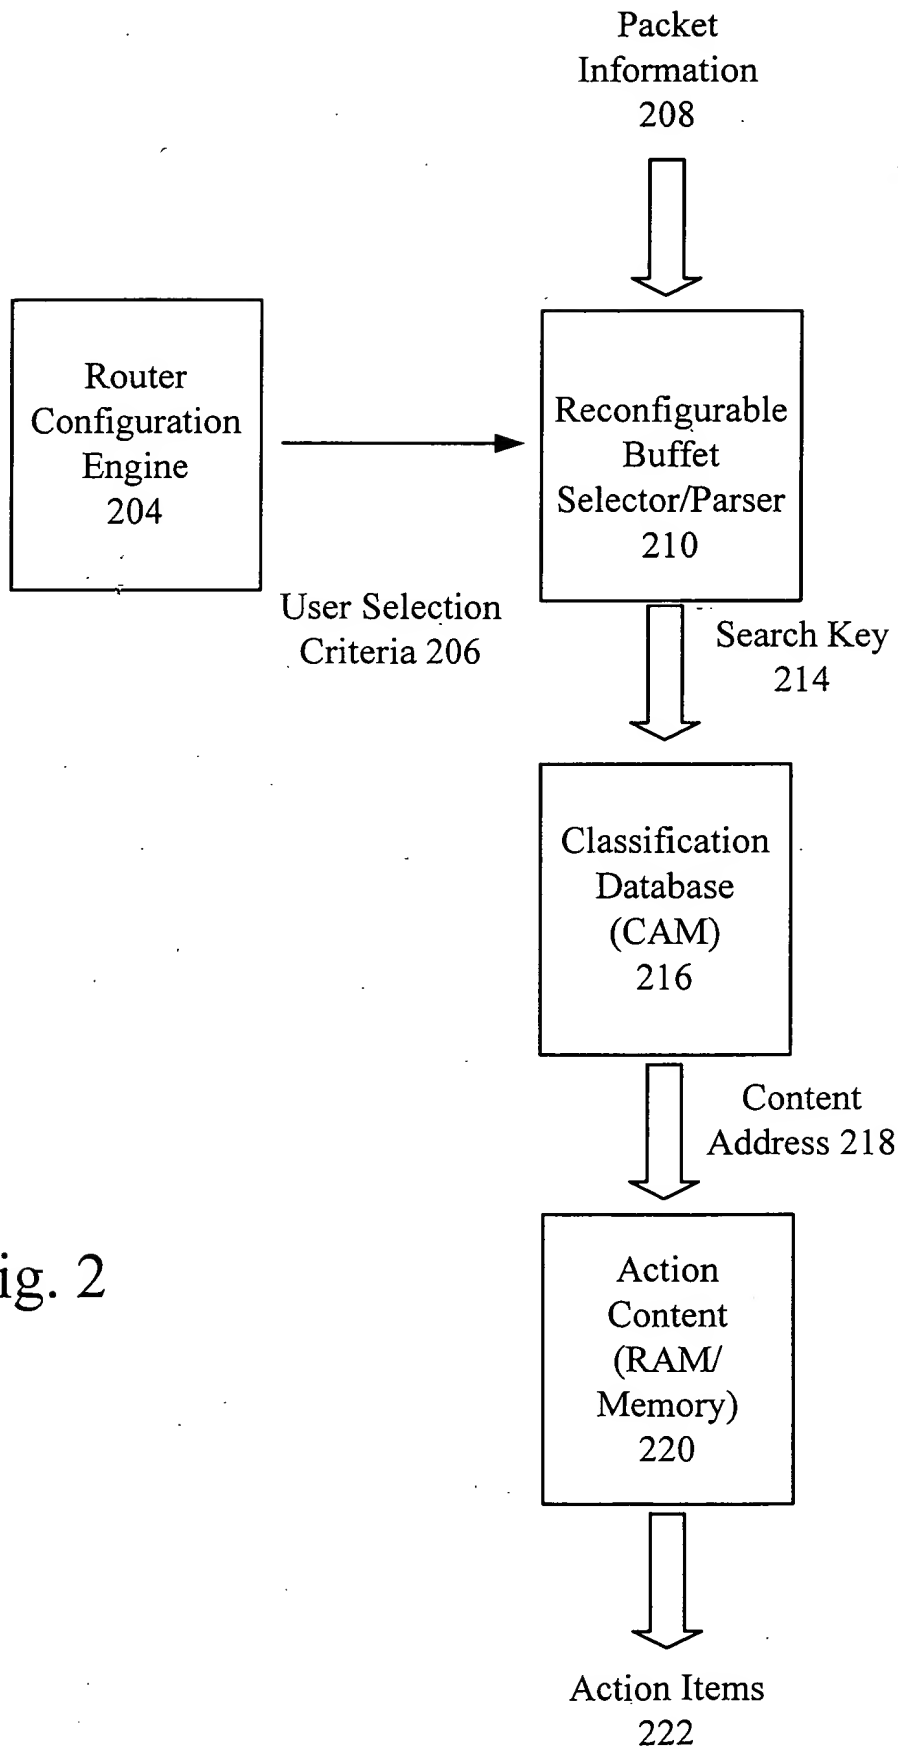 Packet
Information
208
Router
Configuration
Engine
204
Reconfigurable
Buffet
Selector/Parser
210
User Selection
Criteria 206
Search Key
214
Classification
Database
(CAM)
216
Content
Address 218
ig. 2
Action
Content
(RAM/
Memory)
220
Action Items
222